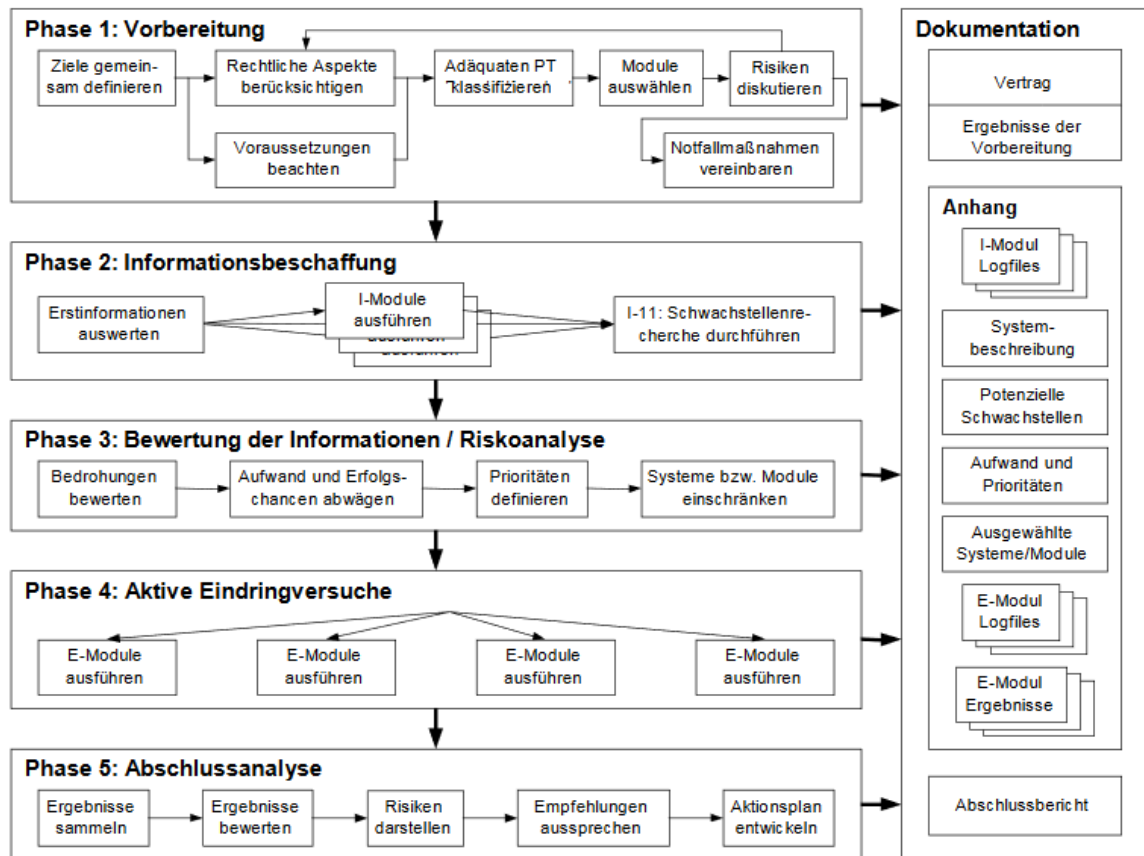 Phase 1: Vorbereitung
Ziele gemein-
sam definieren
Rechtliche Aspekte
berücksichtigen
Adäquaten PT
klassifizieren
Module
auswählen
Risiken
diskutieren
Voraussetzungen
beachten
Notfallmaßnahmen
vereinbaren
Phase 2: Informationsbeschaffung
Erstinformationen
auswerten
I-Module
ausführen
ausführen
ausführen
I-11: Schwachstellenre-
cherche durchführen
Phase 3: Bewertung der Informationen / Riskoanalyse
Bedrohungen
bewerten
Aufwand und Erfolgs-
chancen abwägen
Prioritäten
definieren
Systeme bzw. Module
einschränken
Phase 4: Aktive Eindringversuche
E-Module
ausführen
E-Module
ausführen
E-Module
ausführen
E-Module
ausführen
Phase 5: Abschlussanalyse
Ergebnisse
sammeln
Ergebnisse
bewerten
Risiken
darstellen
Empfehlungen
aussprechen
Aktionsplan
entwickeln
Dokumentation
Vertrag
Ergebnisse der
Vorbereitung
Anhang
I-Modul
Logfiles
System-
beschreibung
Potenzielle
Schwachstellen
Aufwand und
Prioritäten
Ausgewählte
Systeme/Module
E-Modul
Logfiles
E-Modul
Ergebnisse
Abschlussbericht